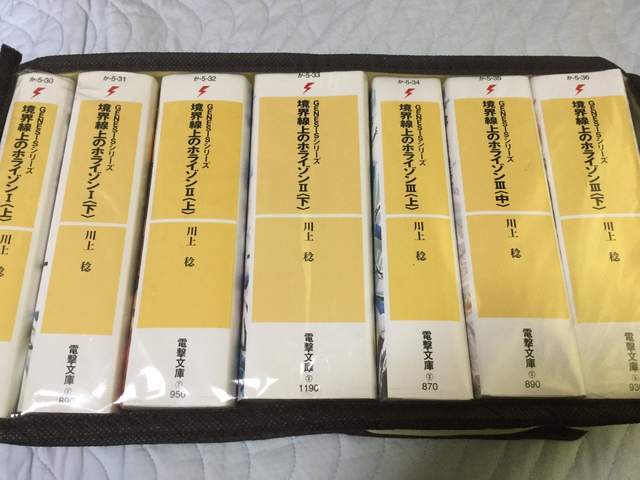 か-5-30
GENESISシリーズ
境界線上のホライゾンⅠ〈上〉
川上 稔
か-5-31
GENESISシリーズ
境界線上のホライゾンⅠ〈下〉
川上 稔
電撃文庫
890
か-5-32
GENESISシリーズ
境界線上のホライゾンⅡ〈上〉
川上 稔
電撃文庫
950
か-5-33
GENESISシリーズ
境界線上のホライゾンⅡ〈下〉
川上 稔
電撃文庫
1190
か-5-34
GENESISシリーズ
境界線上のホライゾンⅢ〈上〉
川上 稔
電撃文庫
870
か-5-35
GENESISシリーズ
境界線上のホライゾンⅢ〈中〉
川上 稔
電撃文庫
890
か-5-36
GENESISシリーズ
境界線上のホライゾンⅢ〈下〉
川上 稔
電撃文庫
930